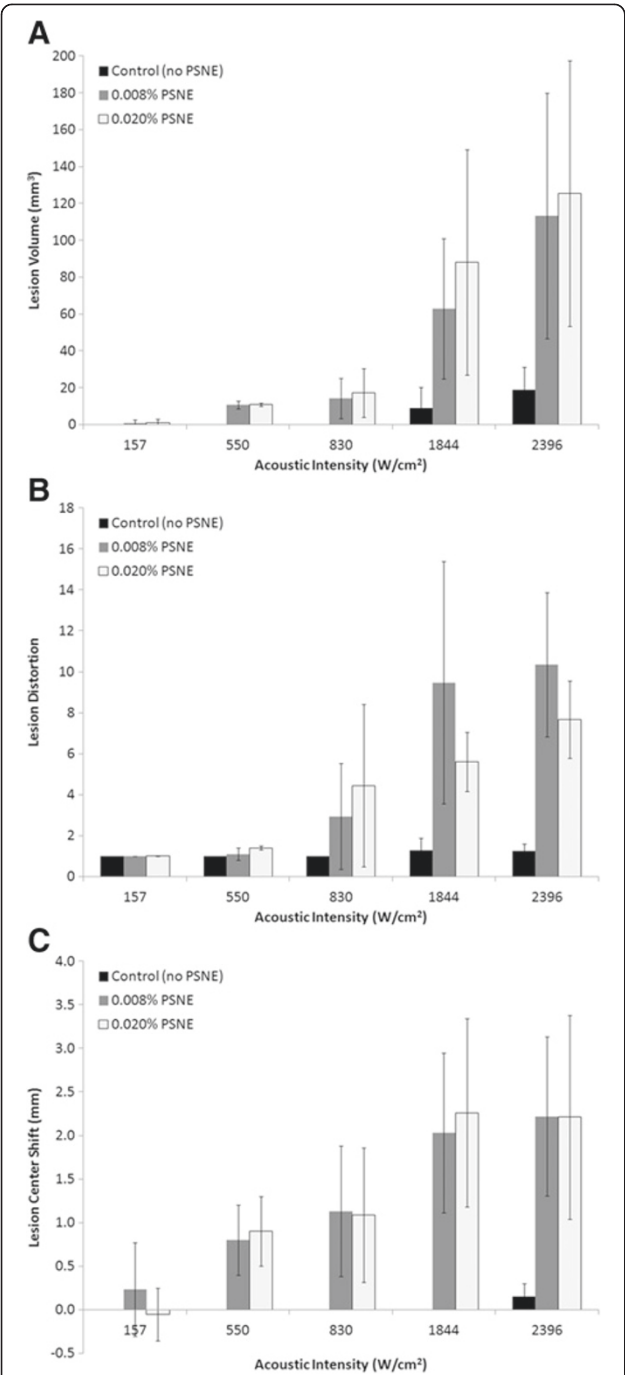 A
200
180
160
140
120
100
80
60
40
20
0
Lesion Volume (mm³)
Control (no PSNE)
0.008% PSNE
0.020% PSNE
157 550 830 1844 2396
Acoustic Intensity (W/cm²)
B
18
16
14
12
10
8
6
4
2
0
Lesion Distortion
Control (no PSNE)
0.008% PSNE
0.020% PSNE
157 550 830 1844 2396
Acoustic Intensity (W/cm²)
C
4.0
3.5
3.0
2.5
2.0
1.5
1.0
0.5
0.0
-0.5
Lesion Center Shift (mm)
Control (no PSNE)
0.008% PSNE
0.020% PSNE
157 550 830 1844 2396
Acoustic Intensity (W/cm²)